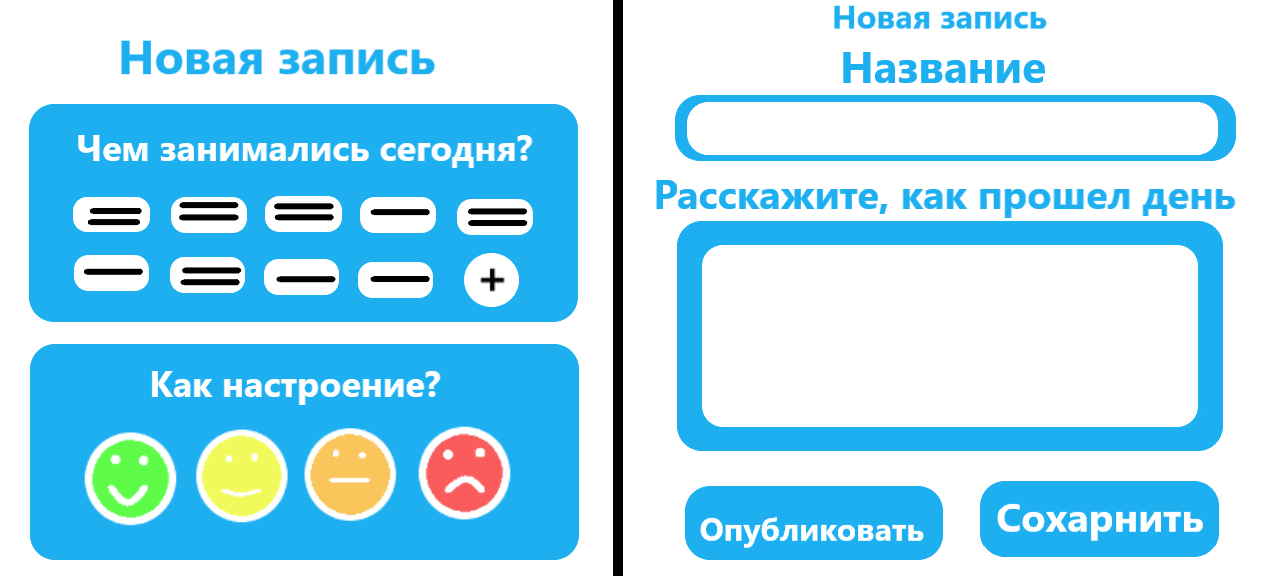 Новая запись
Чем занимались сегодня?
+
Как настроение?
Новая запись
Название
Расскажите, как прошел день
Опубликовать
Сохарнить